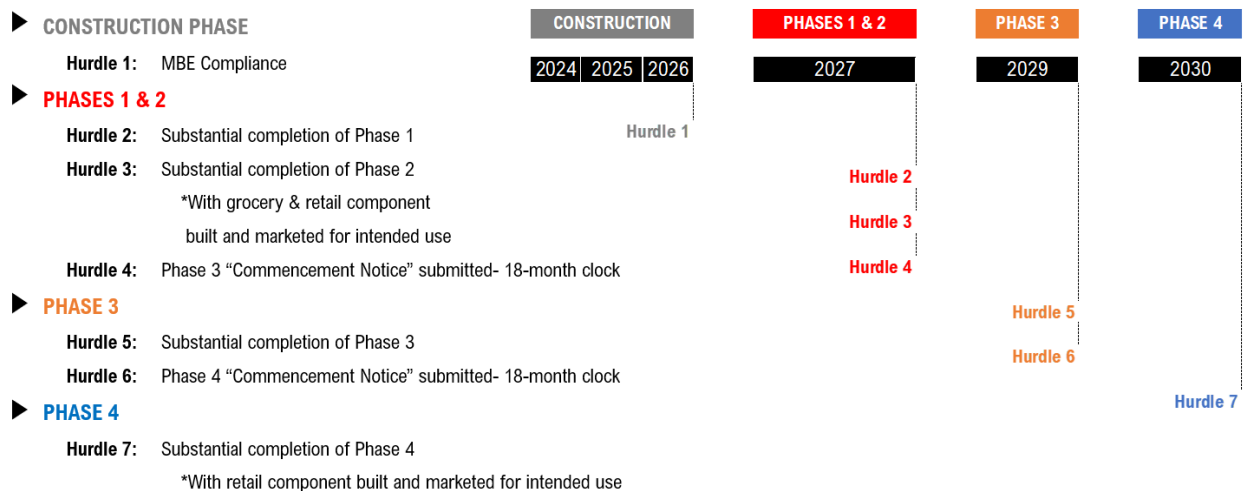 CONSTRUCTION PHASE
Hurdle 1: MBE Compliance
PHASES 1 & 2
Hurdle 2: Substantial completion of Phase 1
Hurdle 3: Substantial completion of Phase 2
*With grocery & retail component
built and marketed for intended use
Hurdle 4: Phase 3 “Commencement Notice” submitted- 18-month clock
PHASE 3
Hurdle 5: Substantial completion of Phase 3
Hurdle 6: Phase 4 “Commencement Notice” submitted- 18-month clock
PHASE 4
Hurdle 7: Substantial completion of Phase 4
*With retail component built and marketed for intended use
CONSTRUCTION PHASES 1 & 2 PHASE 3 PHASE 4
2024 2025 2026 2027 2029 2030
Hurdle 1
Hurdle 2
Hurdle 3
Hurdle 4
Hurdle 5
Hurdle 6
Hurdle 7